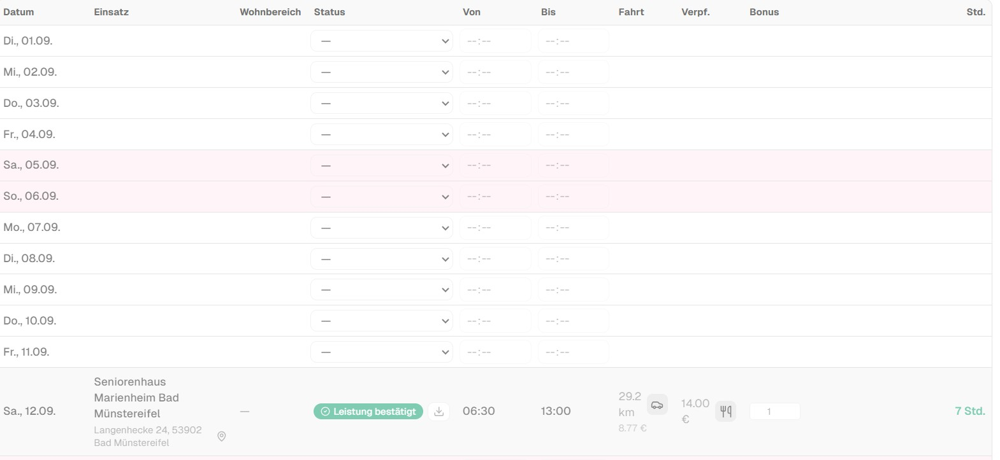 Datum Einsatz Wohnbereich Status Von Bis Fahrt Verpf. Bonus Std.
Di., 01.09. — --:-- --:--
Mi., 02.09. — --:-- --:--
Do., 03.09. — --:-- --:--
Fr., 04.09. — --:-- --:--
Sa., 05.09. — --:-- --:--
So., 06.09. — --:-- --:--
Mo., 07.09. — --:-- --:--
Di., 08.09. — --:-- --:--
Mi., 09.09. — --:-- --:--
Do., 10.09. — --:-- --:--
Fr., 11.09. — --:-- --:--
Sa., 12.09.
Seniorenhaus
Marienheim Bad
Münstereifel
Langenhecke 24, 53902
Bad Münstereifel
—
Leistung bestätigt
06:30
13:00
29.2
km
8.77 €
14.00
€
1
7 Std.